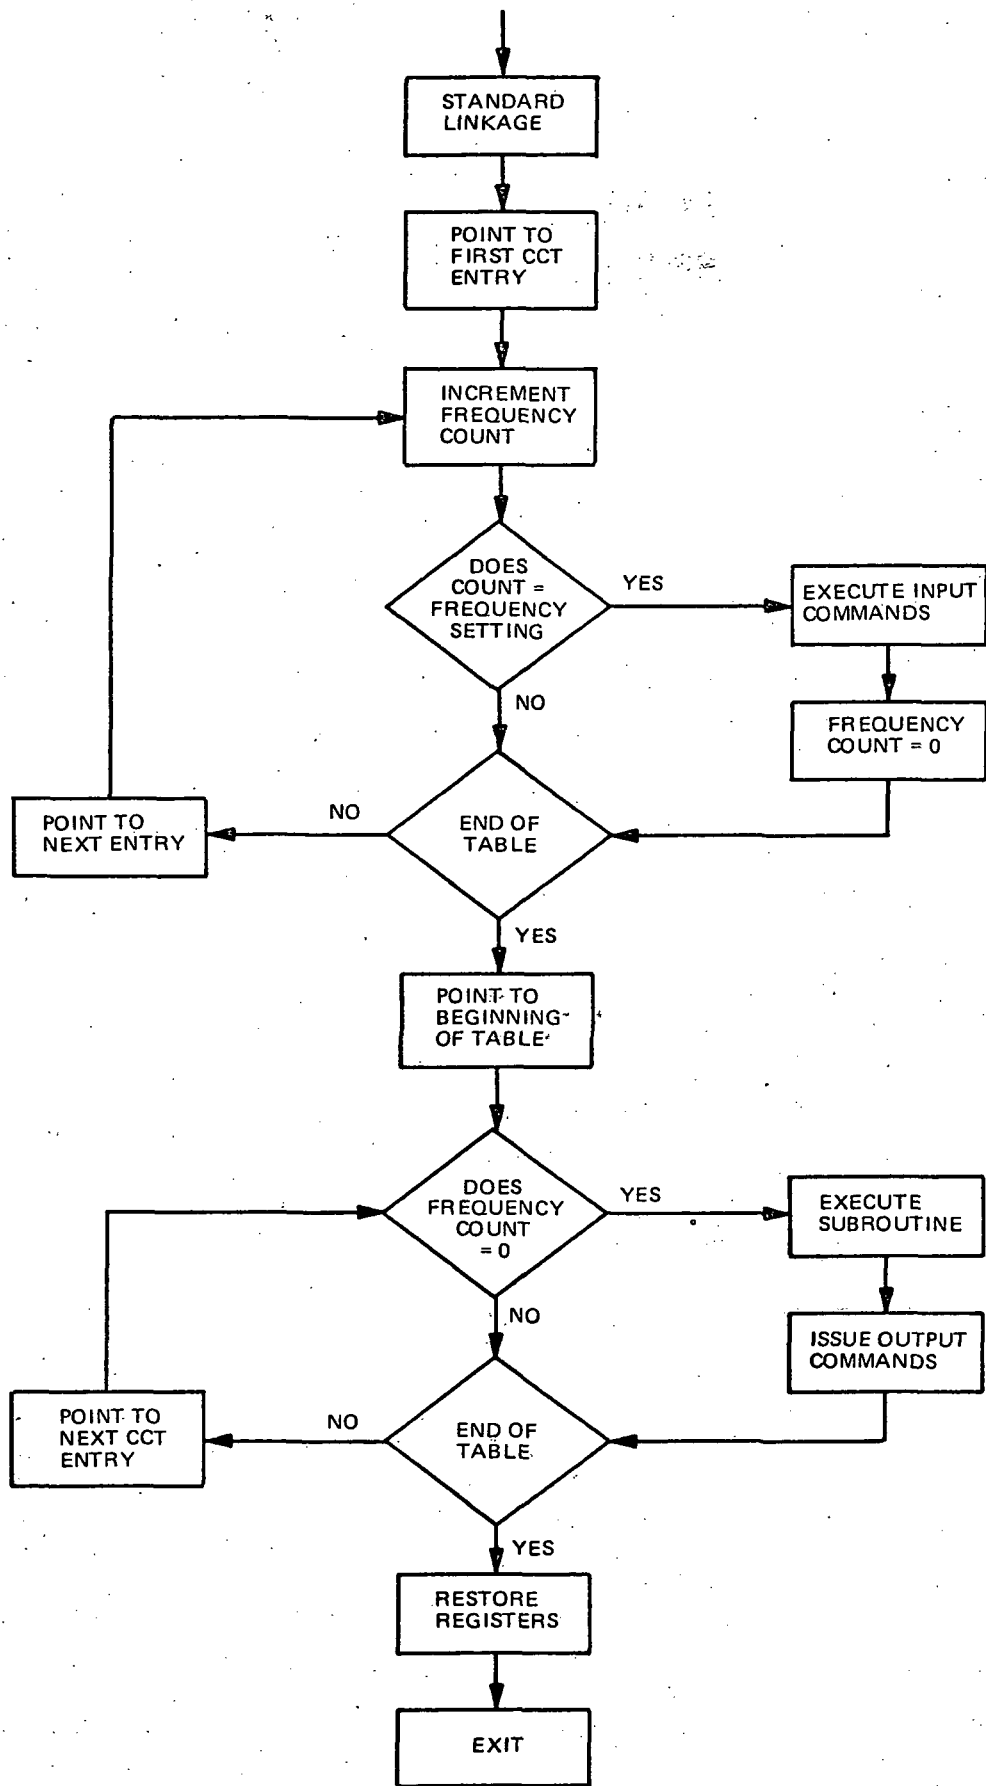 STANDARD
LINKAGE
POINT TO
FIRST CCT
ENTRY
INCREMENT
FREQUENCY
COUNT
DOES
COUNT =
FREQUENCY
SETTING
YES
EXECUTE INPUT
COMMANDS
NO
FREQUENCY
COUNT = 0
END OF
TABLE
NO
POINT TO
NEXT ENTRY
YES
POINT TO
BEGINNING
OF TABLE
DOES
FREQUENCY
COUNT
= 0
YES
EXECUTE
SUBROUTINE
NO
ISSUE OUTPUT
COMMANDS
END OF
TABLE
NO
POINT TO
NEXT CCT
ENTRY
YES
RESTORE
REGISTERS
EXIT